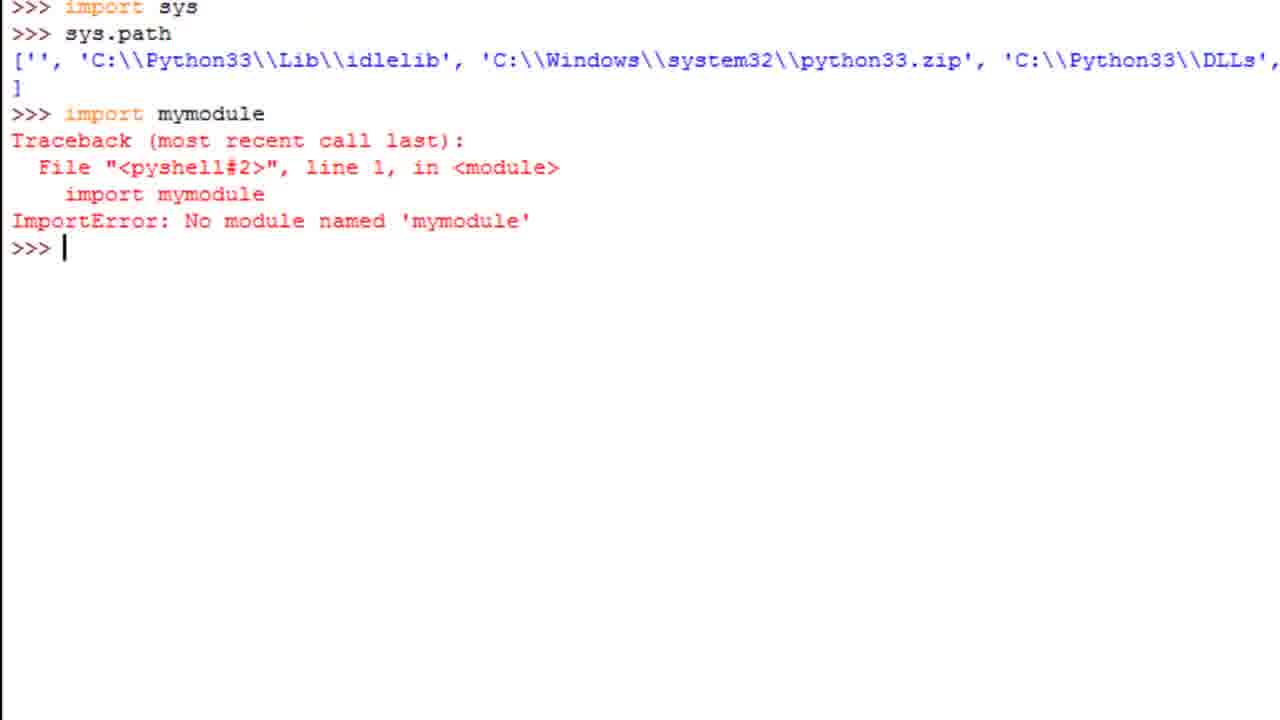 >>> import sys
>>> sys.path
['', 'C:\\Python33\\Lib\\idlelib', 'C:\\Windows\\system32\\python33.zip', 'C:\\Python33\\DLLs',
]
>>> import mymodule
Traceback (most recent call last):
  File "<pyshell#2>", line 1, in <module>
    import mymodule
ImportError: No module named 'mymodule'
>>>